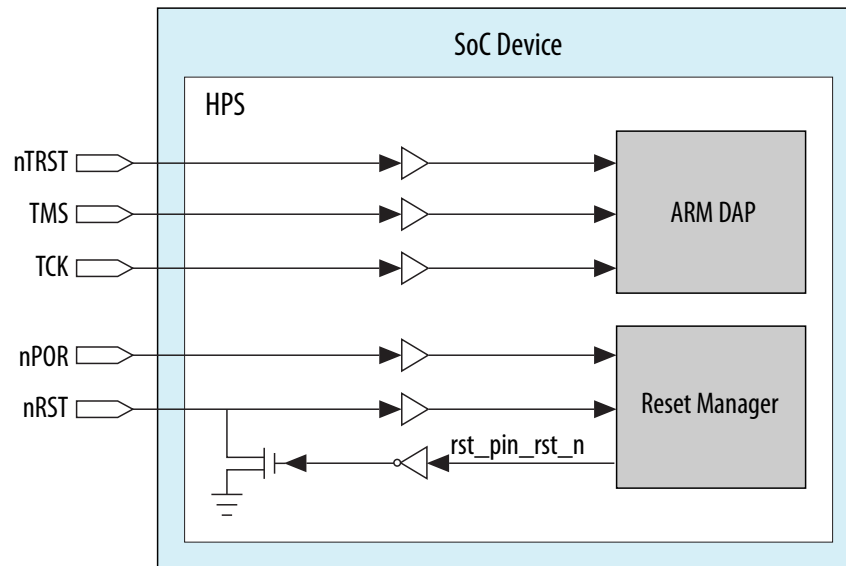 SoC Device
HPS
nTRST
TMS
TCK
ARM DAP
nPOR
nRST
Reset Manager
rst_pin_rst_n